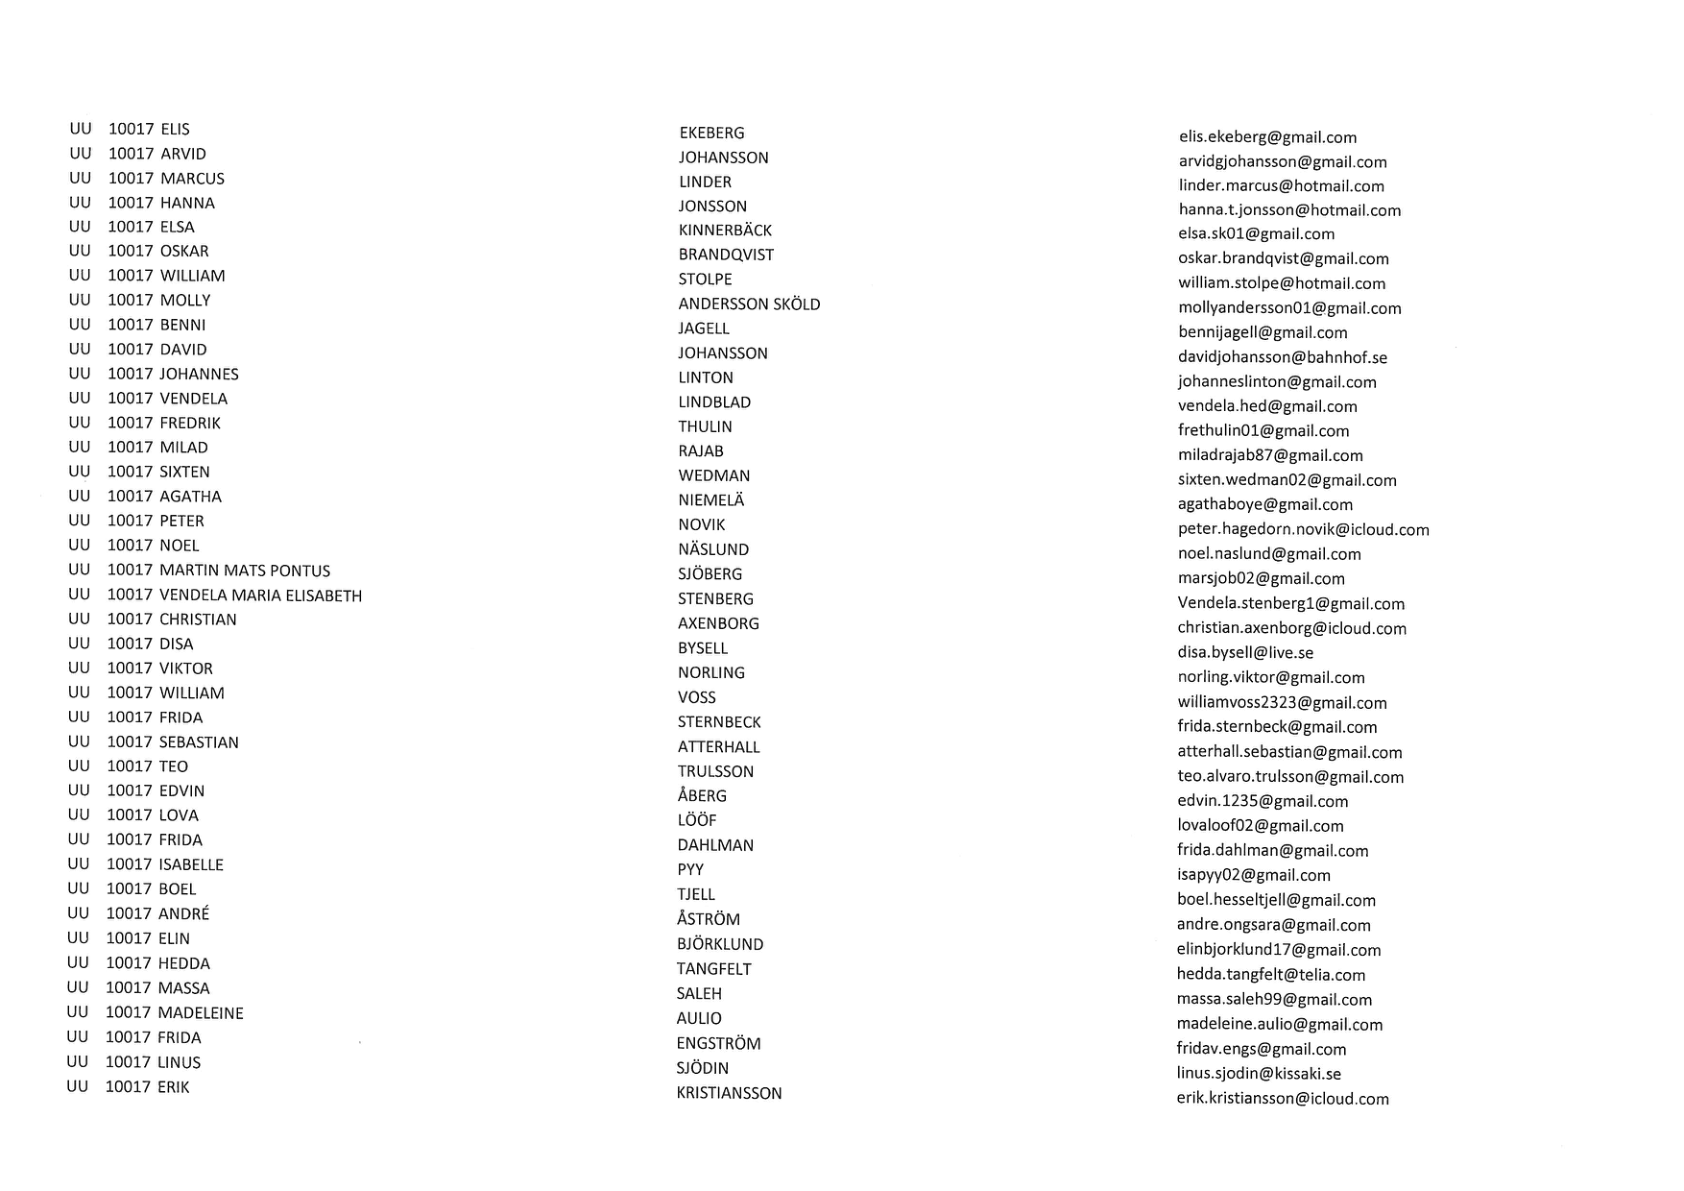 UU 10017 ELIS EKEBERG elis.ekeberg@gmail.com
UU 10017 ARVID JOHANSSON arvidgjohansson@gmail.com
UU 10017 MARCUS LINDER linder.marcus@hotmail.com
UU 10017 HANNA JONSSON hanna.t.jonsson@hotmail.com
UU 10017 ELSA KINNERBÄCK elsa.sk01@gmail.com
UU 10017 OSKAR BRANDQVIST oskar.brandqvist@gmail.com
UU 10017 WILLIAM STOLPE william.stolpe@hotmail.com
UU 10017 MOLLY ANDERSSON SKÖLD mollyandersson01@gmail.com
UU 10017 BENNI JAGELL bennijagell@gmail.com
UU 10017 DAVID JOHANSSON davidjohansson@bahnhof.se
UU 10017 JOHANNES LINTON johanneslinton@gmail.com
UU 10017 VENDELA LINDBLAD vendela.hed@gmail.com
UU 10017 FREDRIK THULIN frethulin01@gmail.com
UU 10017 MILAD RAJAB miladrajab87@gmail.com
UU 10017 SIXTEN WEDMAN sixten.wedman02@gmail.com
UU 10017 AGATHA NIEMELÄ agathaboye@gmail.com
UU 10017 PETER NOVIK peter.hagedorn.novik@icloud.com
UU 10017 NOEL NÄSLUND noel.naslund@gmail.com
UU 10017 MARTIN MATS PONTUS SJÖBERG marsjob02@gmail.com
UU 10017 VENDELA MARIA ELISABETH STENBERG Vendela.stenberg1@gmail.com
UU 10017 CHRISTIAN AXENBORG christian.axenborg@icloud.com
UU 10017 DISA BYSELL disa.bysell@live.se
UU 10017 VIKTOR NORLING norling.viktor@gmail.com
UU 10017 WILLIAM VOSS williamvoss2323@gmail.com
UU 10017 FRIDA STERNBECK frida.sternbeck@gmail.com
UU 10017 SEBASTIAN ATTERHALL atterhall.sebastian@gmail.com
UU 10017 TEO TRULSSON teo.alvaro.trulsson@gmail.com
UU 10017 EDVIN ÅBERG edvin.1235@gmail.com
UU 10017 LOVA LÖÖF lovaloof02@gmail.com
UU 10017 FRIDA DAHLMAN frida.dahlman@gmail.com
UU 10017 ISABELLE PYY isapyy02@gmail.com
UU 10017 BOEL TJELL boel.hesseltjell@gmail.com
UU 10017 ANDRÉ ÅSTRÖM andre.ongsara@gmail.com
UU 10017 ELIN BJÖRKLUND elinbjorklund17@gmail.com
UU 10017 HEDDA TANGFELT hedda.tangfelt@telia.com
UU 10017 MASSA SALEH massa.saleh99@gmail.com
UU 10017 MADELEINE AULIO madeleine.aulio@gmail.com
UU 10017 FRIDA ENGSTRÖM fridav.engs@gmail.com
UU 10017 LINUS SJÖDIN linus.sjodin@kissaki.se
UU 10017 ERIK KRISTIANSSON erik.kristiansson@icloud.com